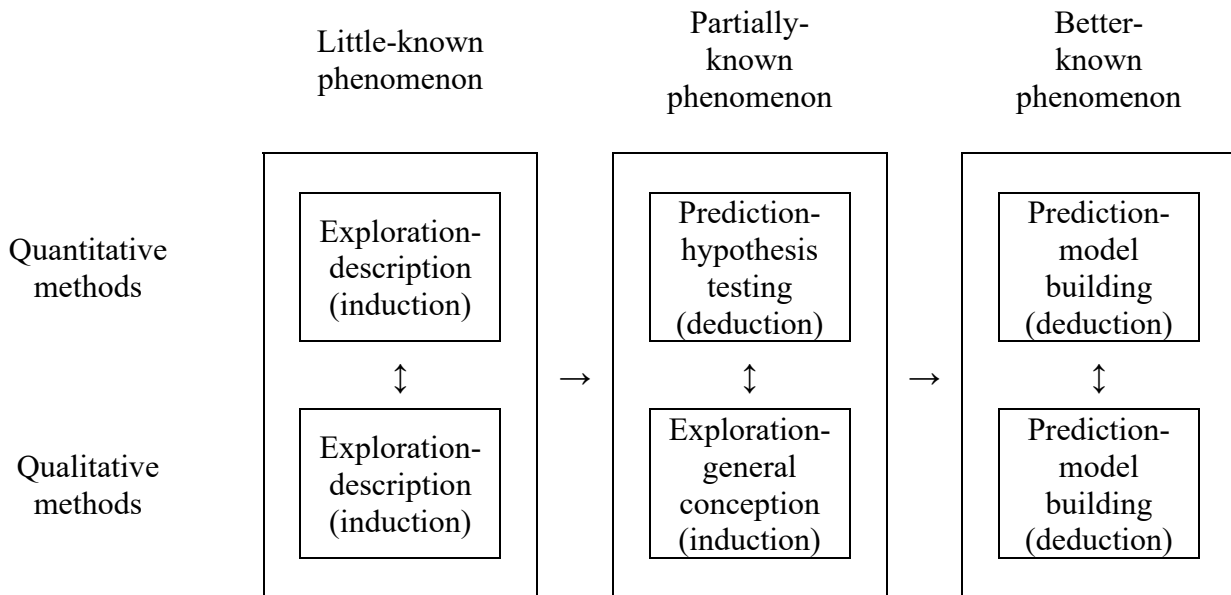 Little-known
phenomenon
Partially-
known
phenomenon
Better-
known
phenomenon
Quantitative
methods
Exploration-
description
(induction)
Prediction-
hypothesis
testing
(deduction)
Prediction-
model
building
(deduction)
↕ → ↕ → ↕
Qualitative
methods
Exploration-
description
(induction)
Exploration-
general
conception
(induction)
Prediction-
model
building
(deduction)